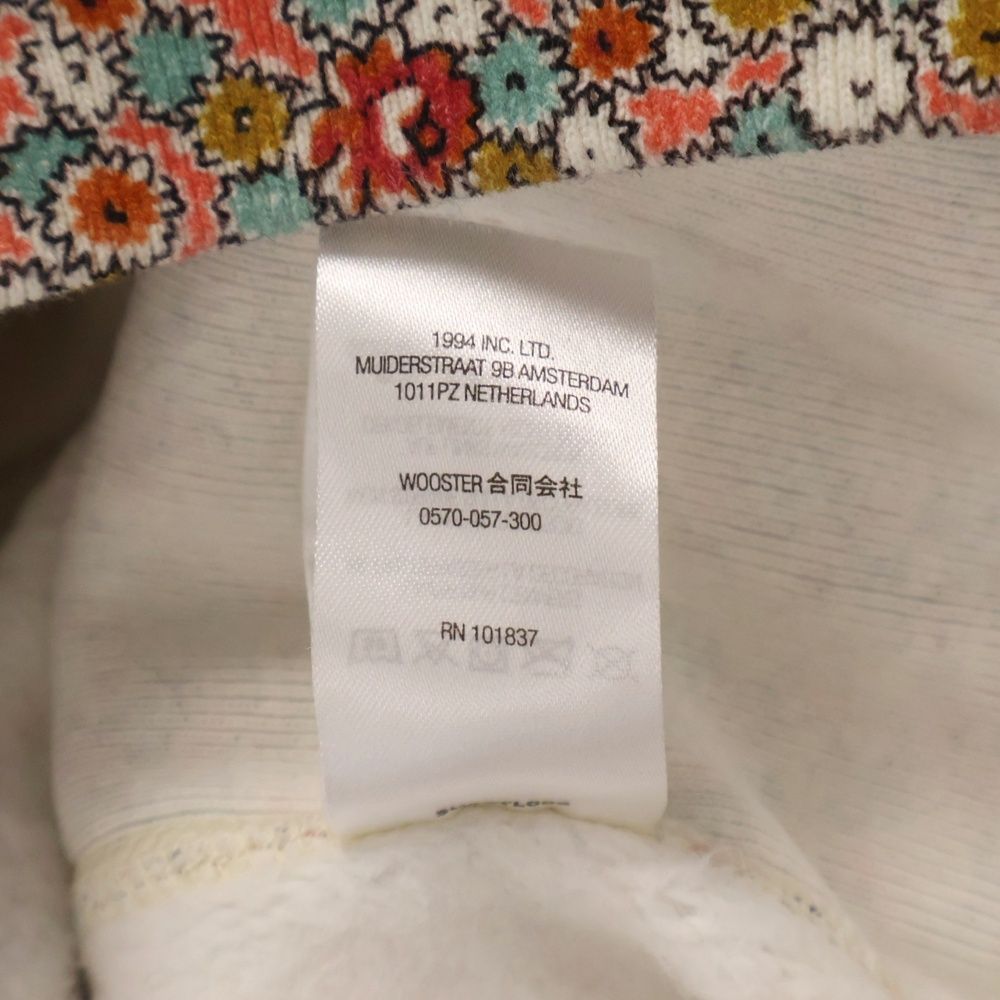 1994 INC. LTD.
MUIDERSTRAAT 9B AMSTERDAM
1011PZ NETHERLANDS
WOOSTER 合同会社
0570-057-300
RN 101837